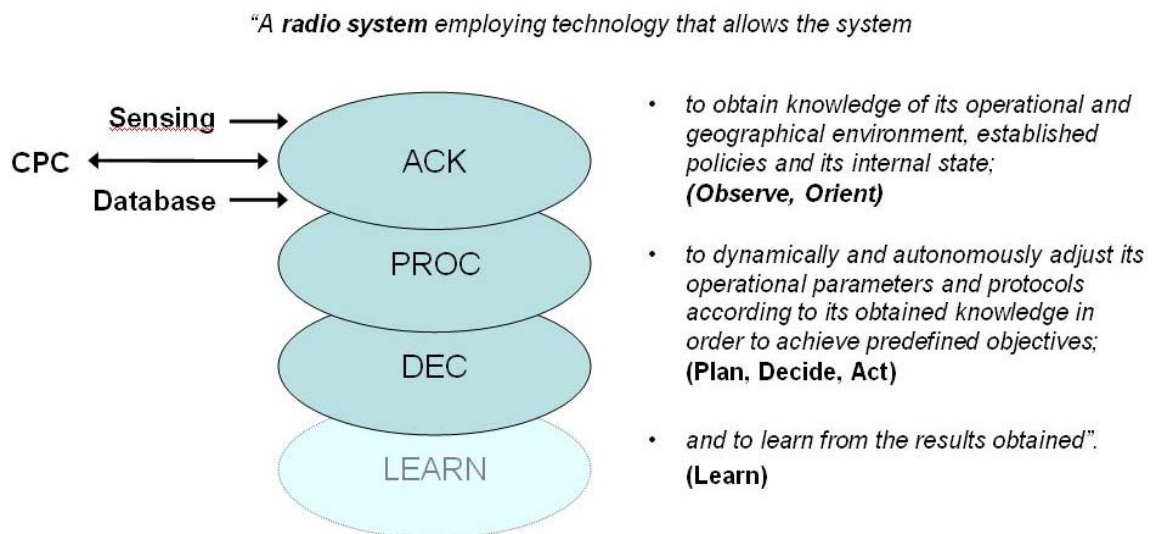 “A radio system employing technology that allows the system
Sensing
CPC
Database
ACK
PROC
DEC
LEARN
• to obtain knowledge of its operational and
geographical environment, established
policies and its internal state;
(Observe, Orient)
• to dynamically and autonomously adjust its
operational parameters and protocols
according to its obtained knowledge in
order to achieve predefined objectives;
(Plan, Decide, Act)
• and to learn from the results obtained”.
(Learn)